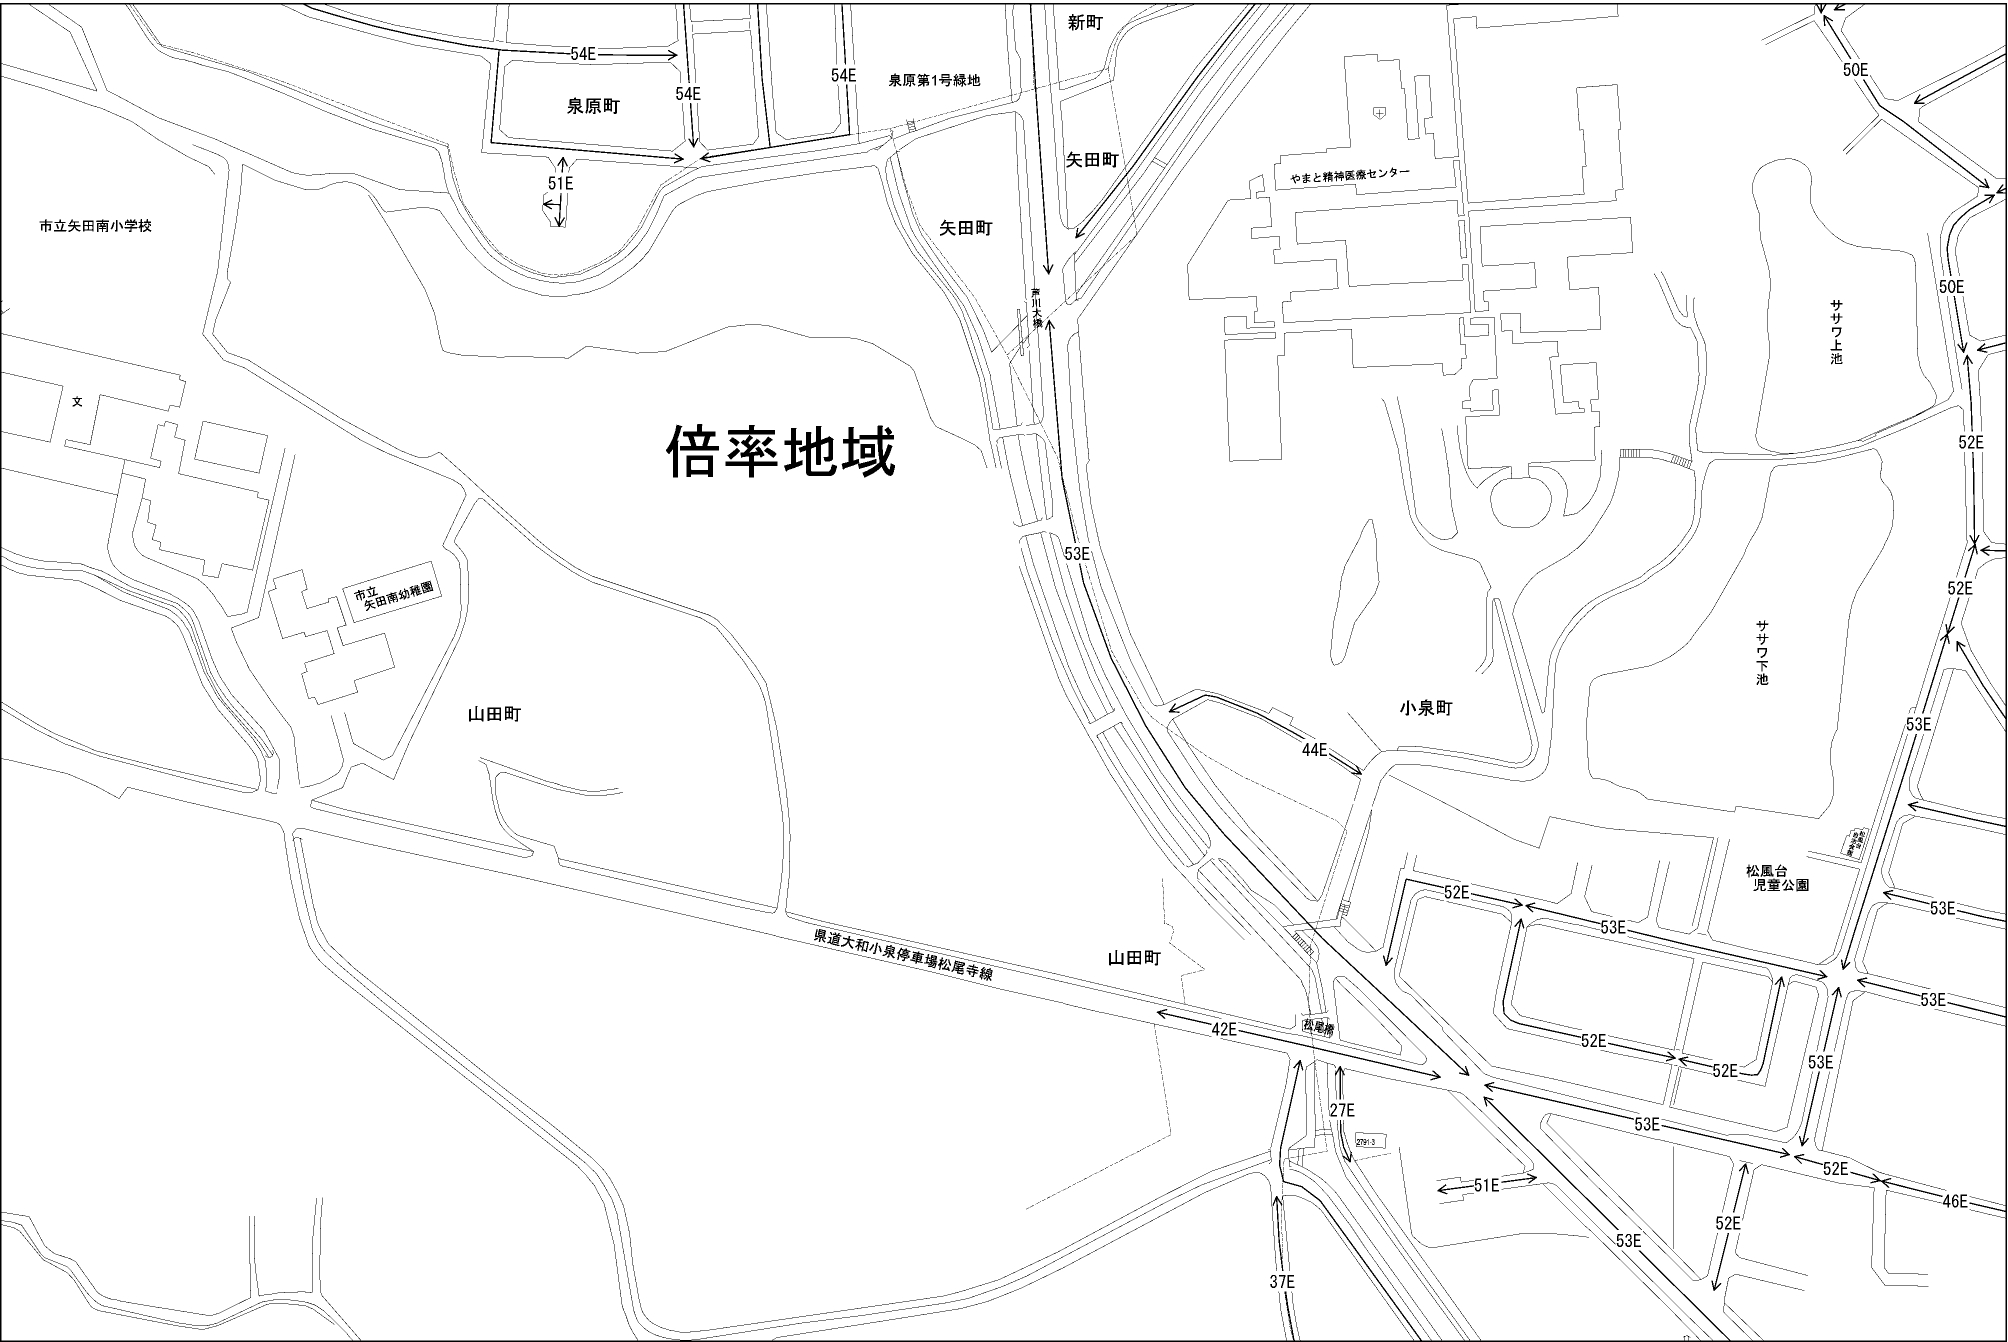 新町
54E
50E
54E
54E
泉原第1号緑地
泉原町
矢田町
やまと精神医療センター
51E
市立矢田南小学校
矢田町
50E
芦川大橋
ササワ上池
文
倍率地域
52E
53E
52E
市立
矢田南幼稚園
ササワ下池
山田町
小泉町
53E
44E
松風台
児童公園
52E
53E
53E
県道大和小泉停車場松尾寺線
山田町
53E
42E
松尾橋
52E
52E
53E
27E
53E
2791-3
52E
51E
46E
52E
53E
37E